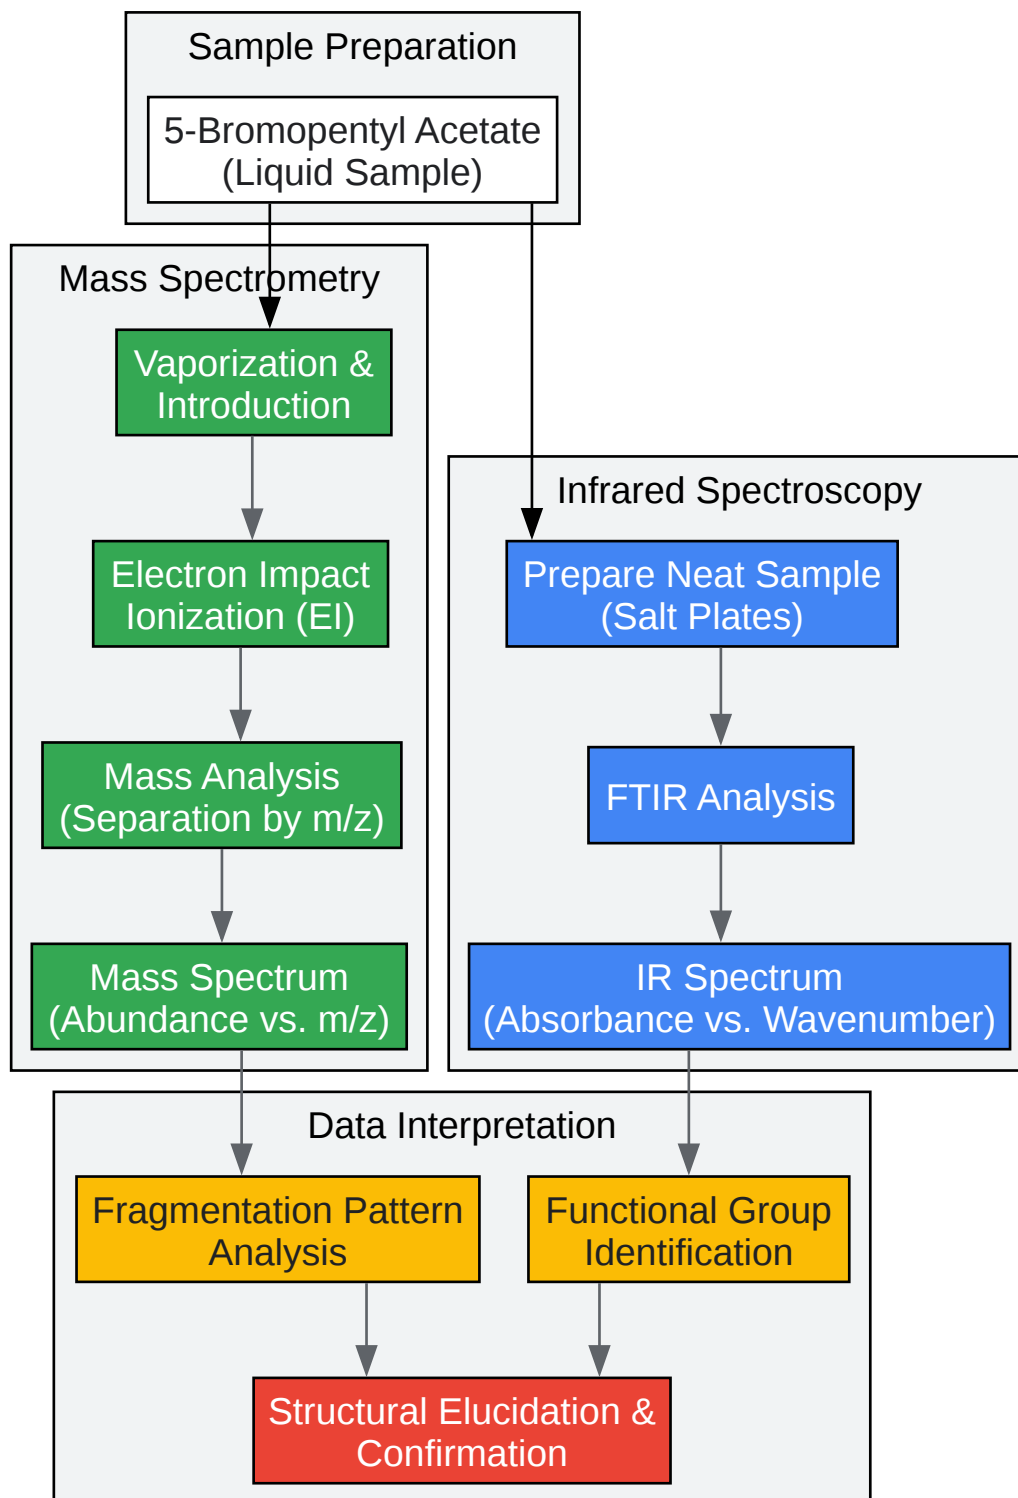 Sample Preparation
5-Bromopentyl Acetate
(Liquid Sample)
Mass Spectrometry
Vaporization &
Introduction
Electron Impact
Ionization (EI)
Mass Analysis
(Separation by m/z)
Mass Spectrum
(Abundance vs. m/z)
Infrared Spectroscopy
Prepare Neat Sample
(Salt Plates)
FTIR Analysis
IR Spectrum
(Absorbance vs. Wavenumber)
Data Interpretation
Fragmentation Pattern
Analysis
Functional Group
Identification
Structural Elucidation &
Confirmation